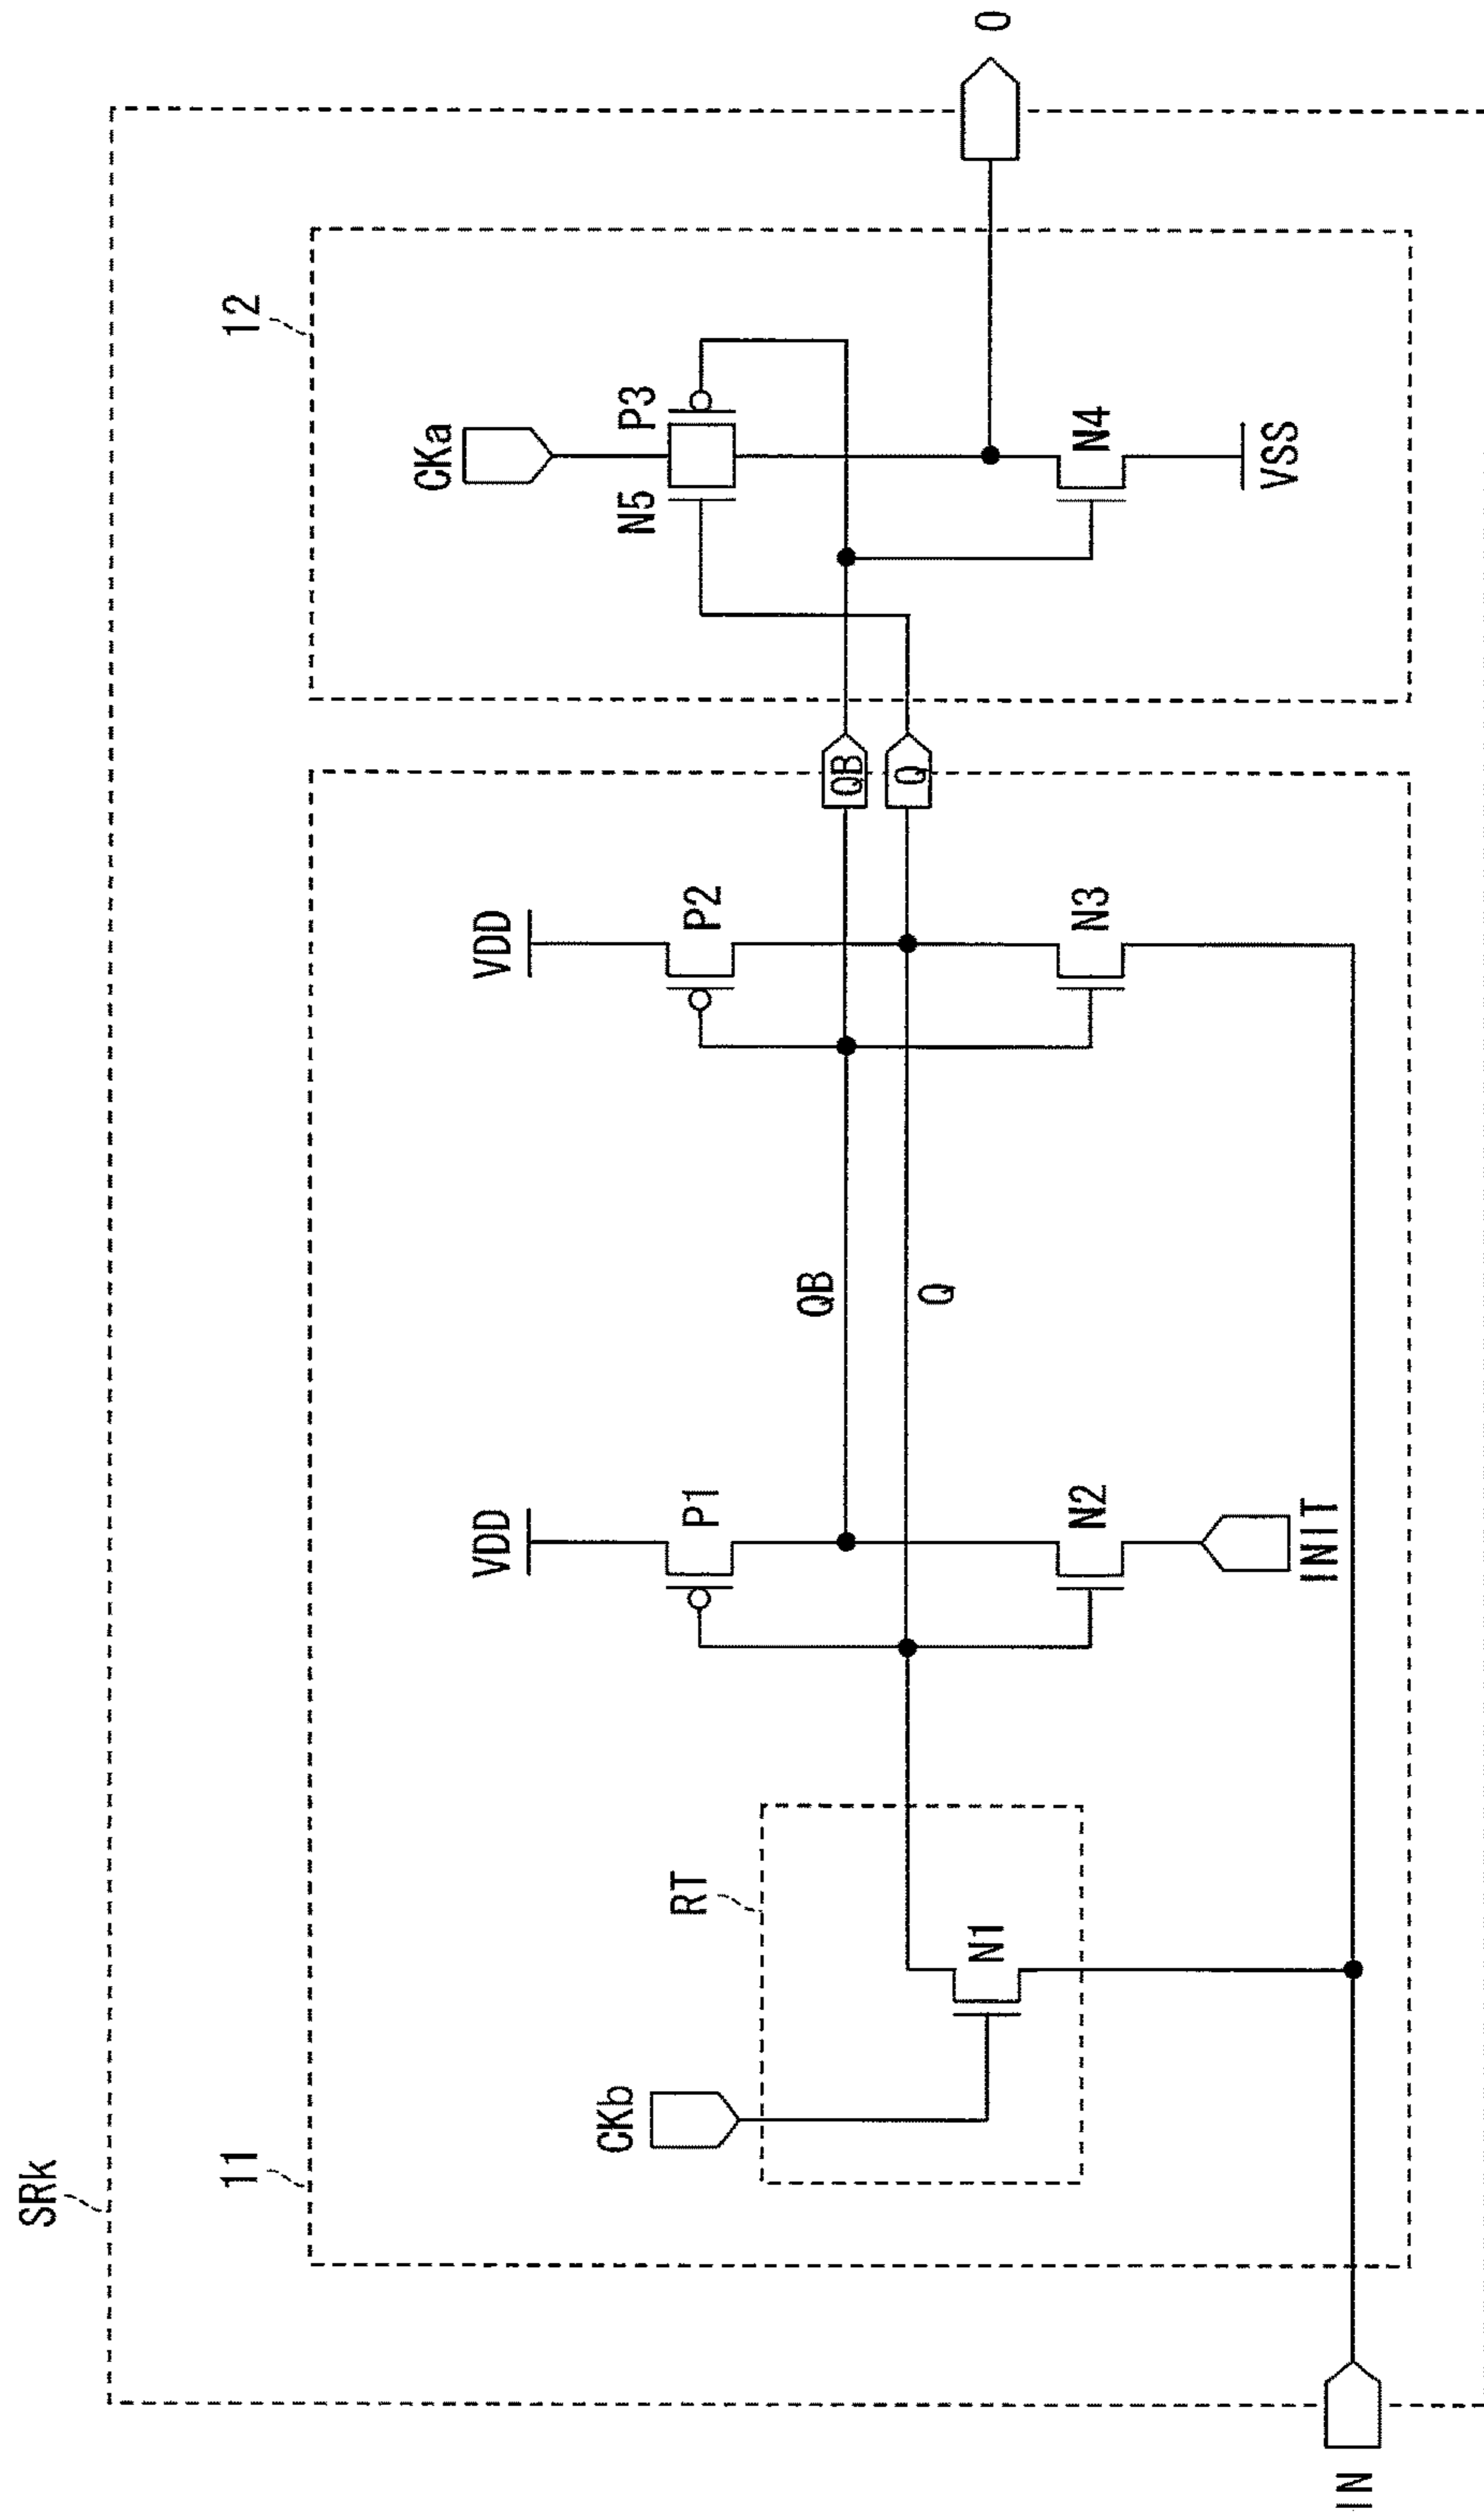 SRk
11
12
CKa
VDD
VDD
CKb
N5
P3
RT
P1
P2
QB
QB
Q
Q
N1
O
N2
N3
N4
VSS
INIT
IN